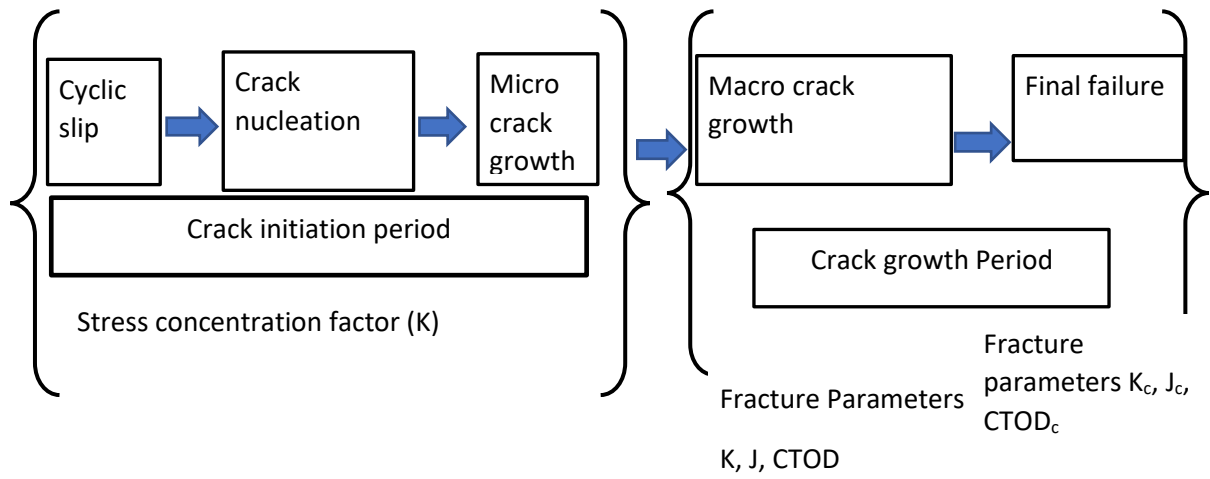 Cyclic
slip
Crack
nucleation
Micro
crack
growth
Crack initiation period
Stress concentration factor (K)
Macro crack
growth
Final failure
Crack growth Period
Fracture Parameters
K, J, CTOD
Fracture
parameters Kc, Jc,
CTODc